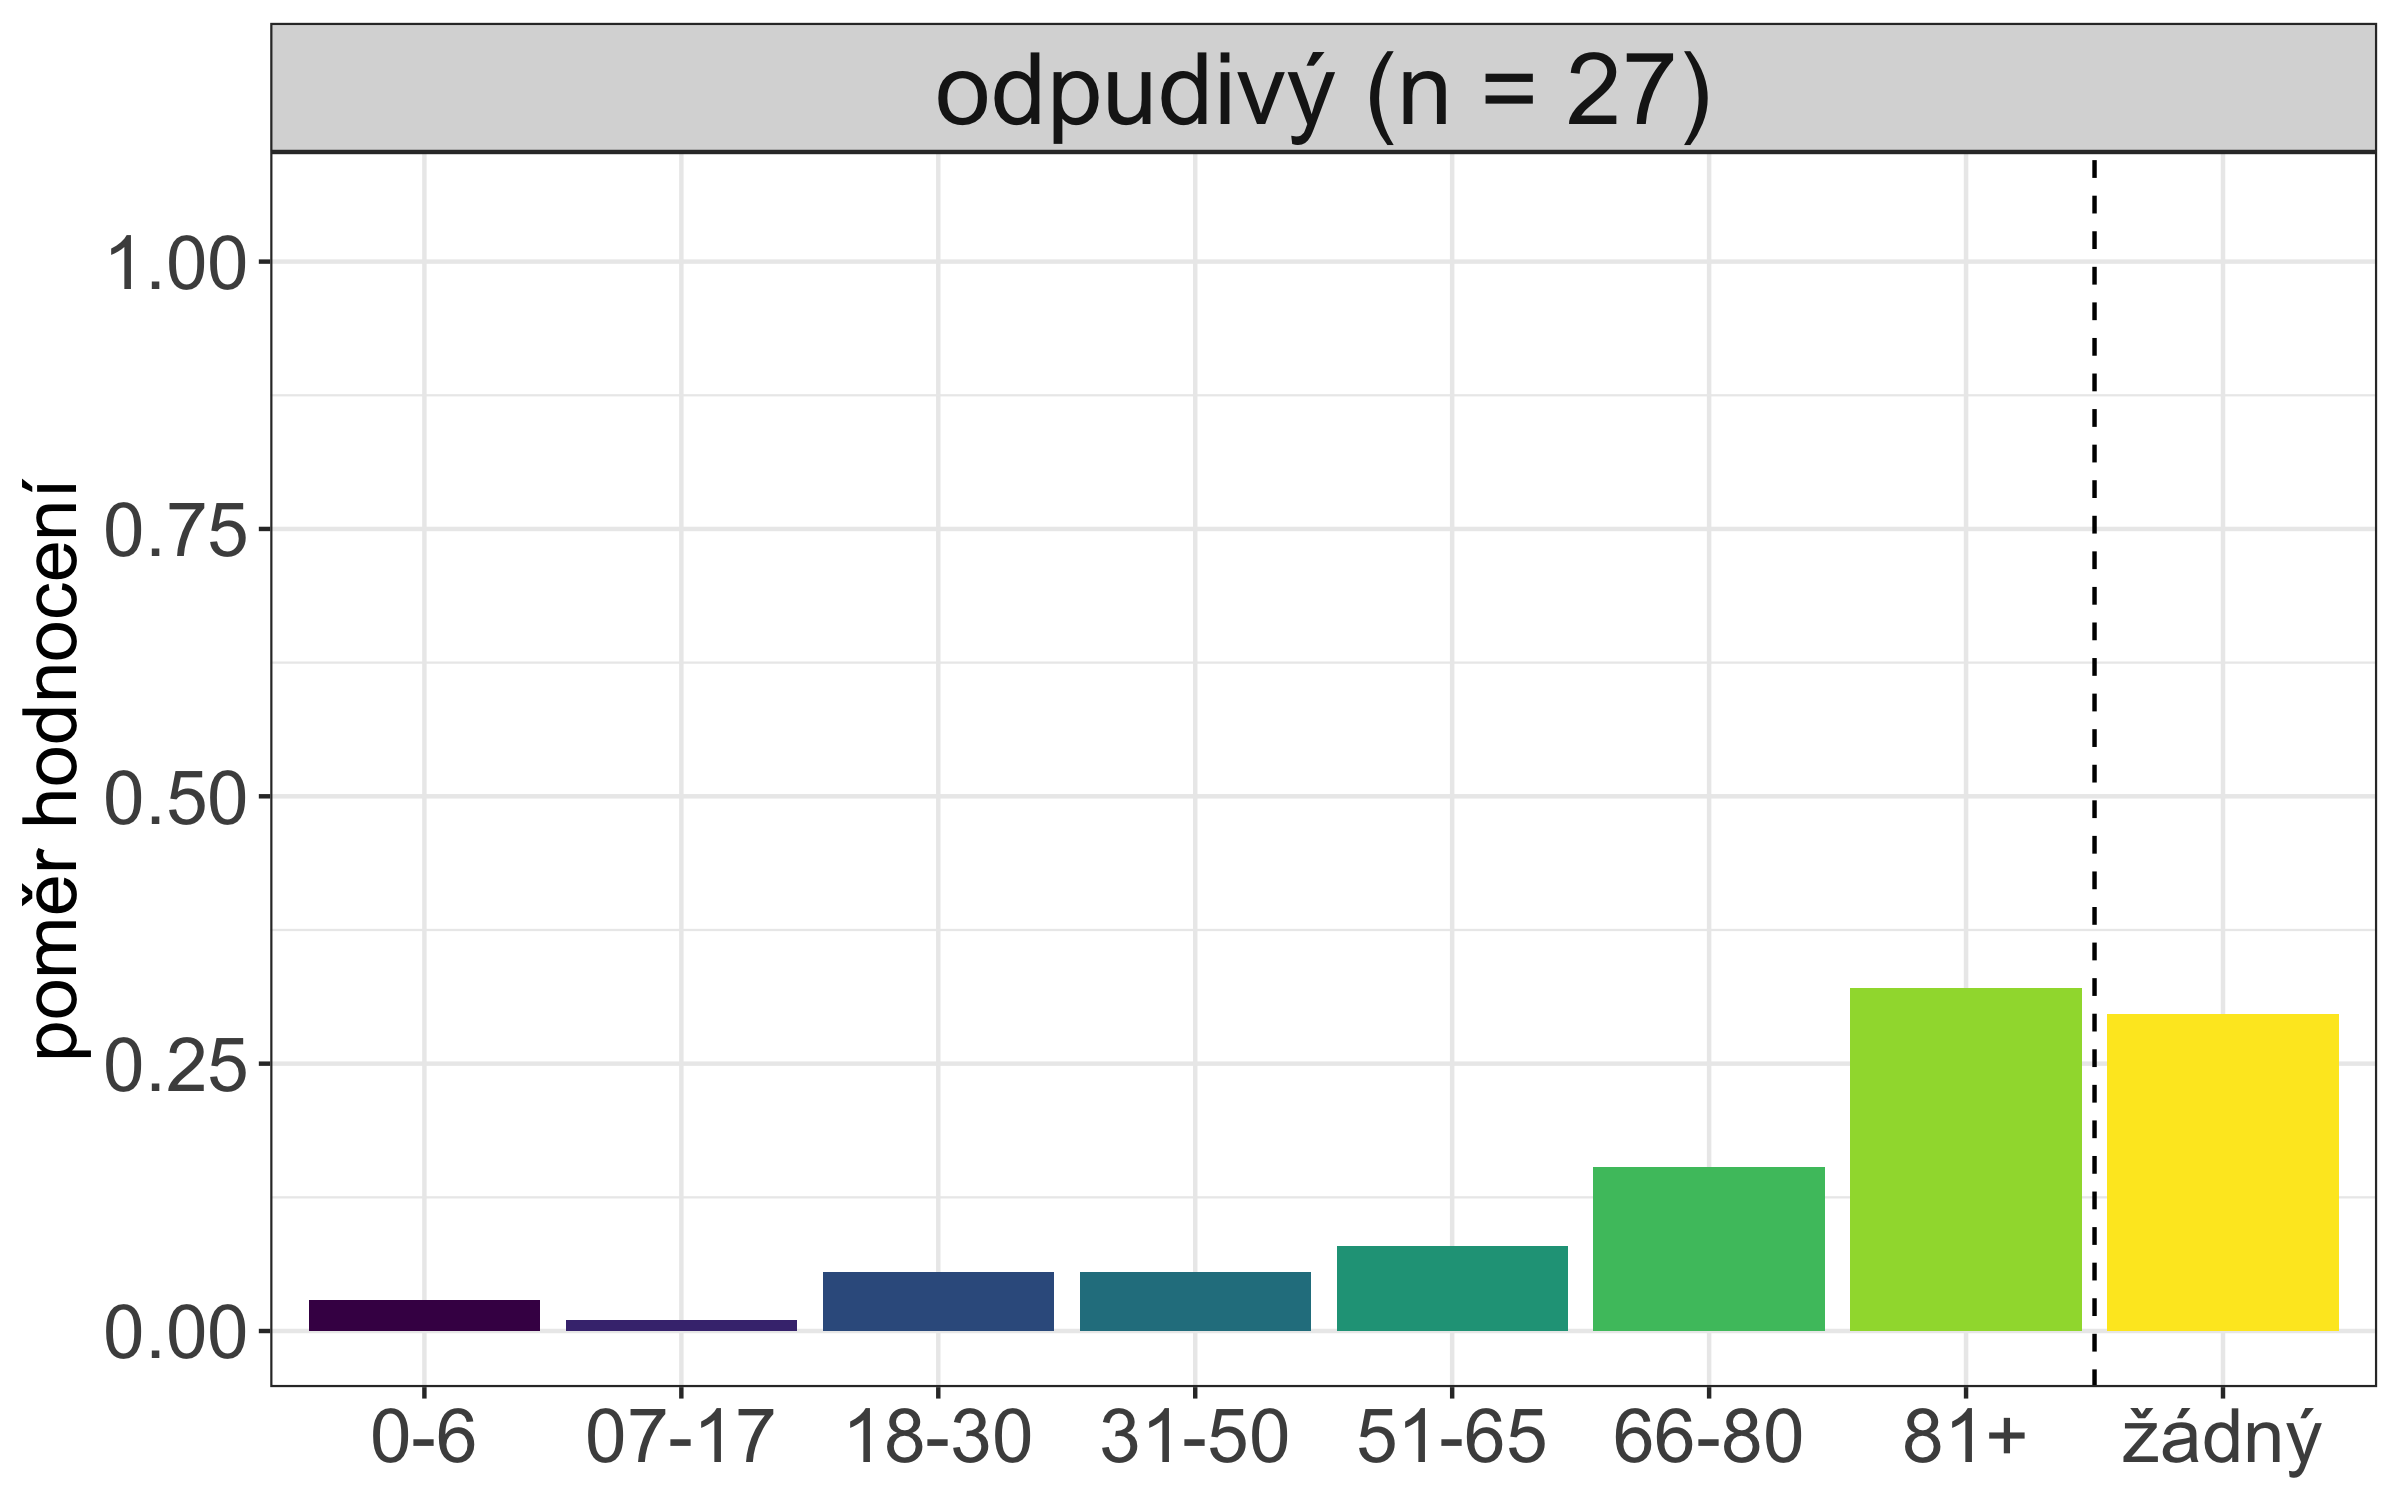 odpudivý (n = 27)
poměr hodnocení
1.00
0.75
0.50
0.25
0.00
0-6 07-17 18-30 31-50 51-65 66-80 81+ žádný